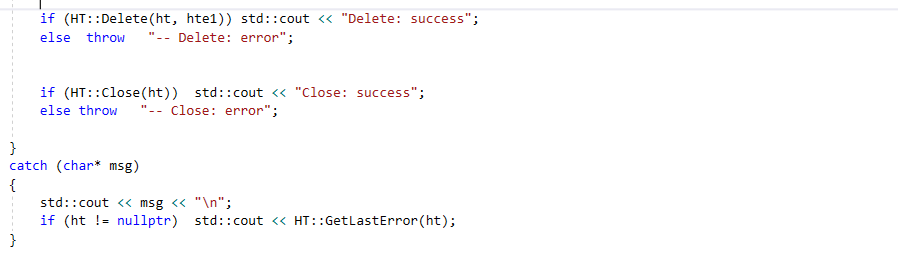 if (HT::Delete(ht, hte1)) std::cout << "Delete: success";
else  throw   "-- Delete: error";
if (HT::Close(ht))  std::cout << "Close: success";
else throw   "-- Close: error";
}
catch (char* msg)
{
std::cout << msg << "\n";
if (ht != nullptr)  std::cout << HT::GetLastError(ht);
}